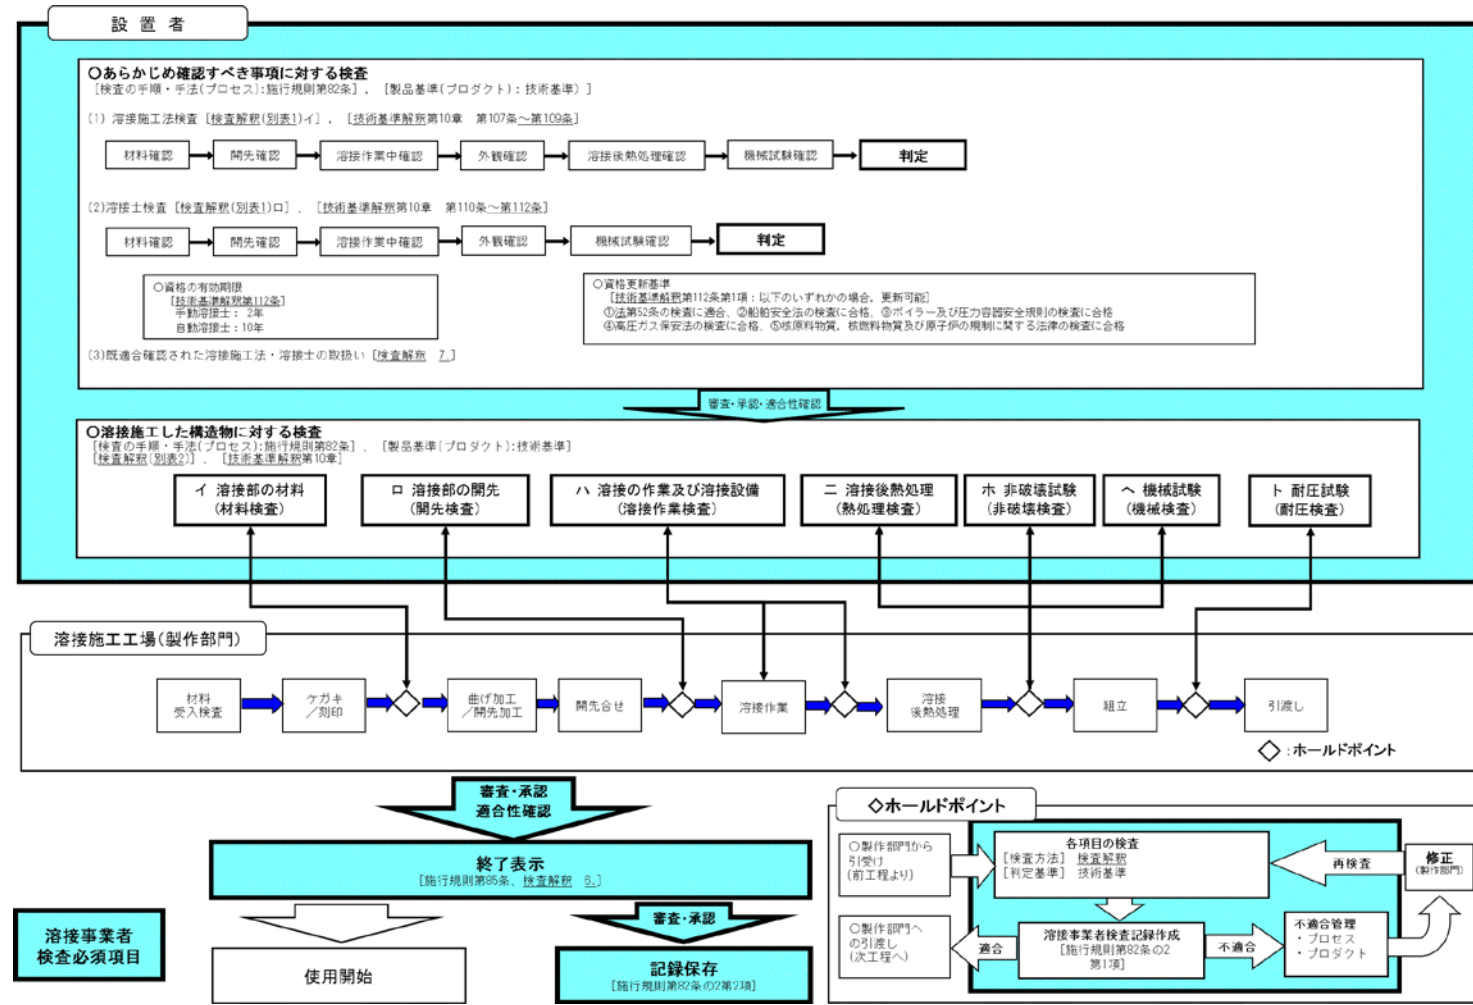 設 置 者
○あらかじめ確認すべき事項に対する検査
[検査の手順・手法(プロセス):施行規則第82条]，[製品基準(プロダクト):技術基準)]
(1) 溶接施工法検査 [検査解釈(別表1)イ]，[技術基準解釈第10章 第107条～第109条]
材料確認
開先確認
溶接作業中確認
外観確認
溶接後熱処理確認
機械試験確認
判定
(2)溶接士検査 [検査解釈(別表1)ロ]、[技術基準解釈第10章 第110条～第112条]
材料確認
開先確認
溶接作業中確認
外観確認
機械試験確認
判定
○資格の有効期限
[技術基準解釈第112条]
手動溶接士： 2年
自動溶接士：10年
○資格更新基準
[技術基準解釈第112条第1項：以下のいずれかの場合，更新可能]
①法第52条の検査に適合、②船舶安全法の検査に合格、③ボイラー及び圧力容器安全規則の検査に合格
④高圧ガス保安法の検査に合格、⑤核原料物質，核燃料物質及び原子炉の規制に関する法律の検査に合格
(3)既適合確認された溶接施工法・溶接士の取扱い [検査解釈 7.]
審査・承認・適合性確認
○溶接施工した構造物に対する検査
[検査の手順・手法(プロセス):施行規則第82条]、[製品基準(プロダクト):技術基準]
[検査解釈(別表2)]、[技術基準解釈第10章]
イ 溶接部の材料
(材料検査)
ロ 溶接部の開先
(開先検査)
ハ 溶接の作業及び溶接設備
(溶接作業検査)
ニ 溶接後熱処理
(熱処理検査)
ホ 非破壊試験
(非破壊検査)
ヘ 機械試験
(機械検査)
ト 耐圧試験
(耐圧検査)
溶接施工工場(製作部門)
材料
受入検査
ケガキ
／刻印
曲げ加工
／開先加工
開先合せ
溶接作業
溶接
後熱処理
組立
引渡し
◇:ホールドポイント
審査・承認
適合性確認
終了表示
[施行規則第85条、検査解釈 6.]
審査・承認
溶接事業者
検査必須項目
使用開始
記録保存
[施行規則第82条の2第2項]
◇ホールドポイント
○製作部門から
引受け
(前工程より)
各項目の検査
[検査方法] 検査解釈
[判定基準] 技術基準
再検査
修正
(製作部門)
○製作部門へ
の引渡し
(次工程へ)
適合
溶接事業者検査記録作成
[施行規則第82条の2
第1項]
不適合
不適合管理
・プロセス
・プロダクト